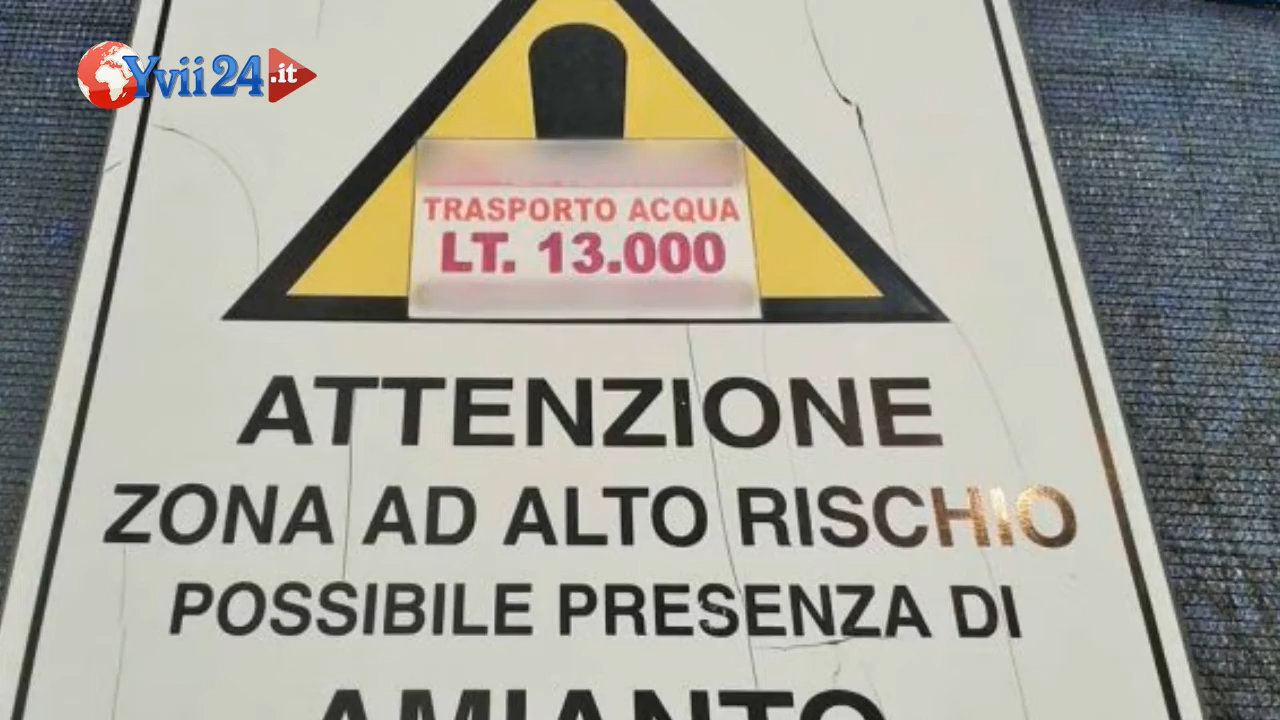 Yvii24.it
TRASPORTO ACQUA
LT. 13.000
ATTENZIONE
ZONA AD ALTO RISCHIO
POSSIBILE PRESENZA DI
AMIANTO